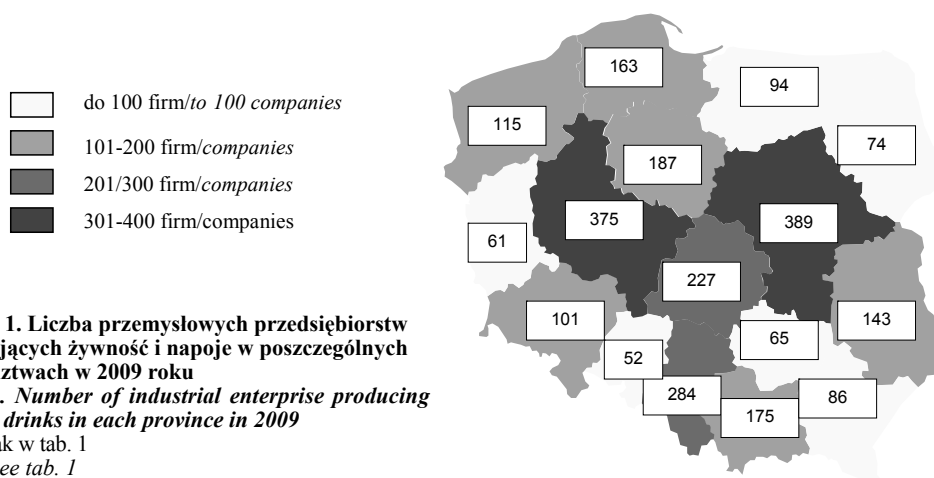 do 100 firm/to 100 companies
101-200 firm/companies
201/300 firm/companies
301-400 firm/companies
1. Liczba przemysłowych przedsiębiorstw
jących żywność i napoje w poszczególnych
ztwach w 2009 roku
. Number of industrial enterprise producing
drinks in each province in 2009
ak w tab. 1
ee tab. 1
163
94
115
74
187
375
389
61
227
101
143
65
52
284
86
175